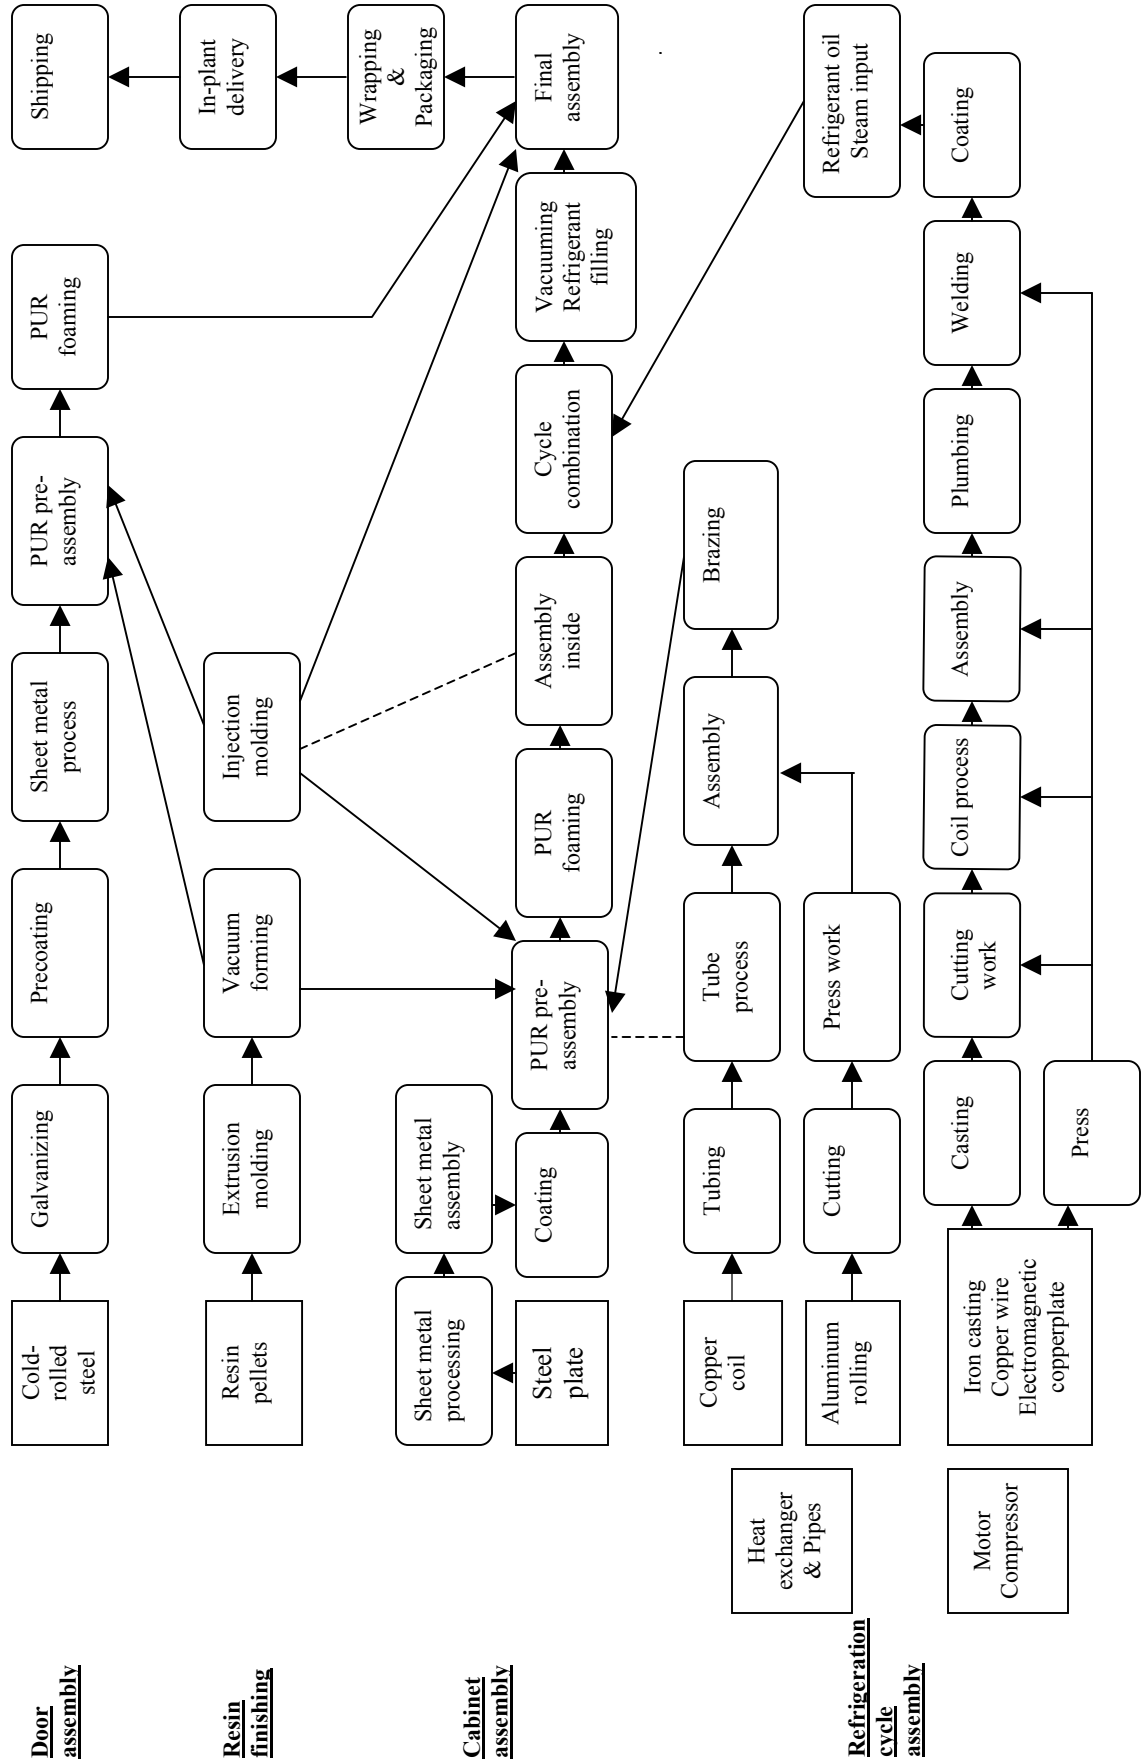 Door
assembly
Cold-
rolled
steel
Galvanizing
Precoating
Sheet metal
process
PUR pre-
assembly
PUR
foaming
Shipping
In-plant
delivery
Wrapping
&
Packaging
Resin
finishing
Resin
pellets
Extrusion
molding
Vacuum
forming
Injection
molding
Cabinet
assembly
Sheet metal
processing
Sheet metal
assembly
Steel
plate
Coating
PUR pre-
assembly
PUR
foaming
Assembly
inside
Cycle
combination
Vacuuming
Refrigerant
filling
Final
assembly
Refrigeration
cycle
assembly
Heat
exchanger
& Pipes
Copper
coil
Tubing
Tube
process
Assembly
Brazing
Aluminum
rolling
Cutting
Press work
Refrigerant oil
Steam input
Motor
Compressor
Iron casting
Copper wire
Electromagnetic
copperplate
Casting
Cutting
work
Coil process
Assembly
Plumbing
Welding
Coating
Press